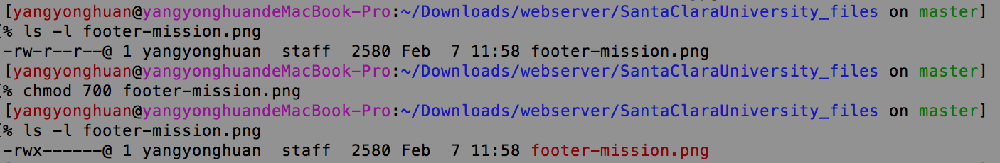 [yangyonghuan@yangyonghuandeMacBook-Pro:~/Downloads/webserver/SantaClaraUniversity_files on master]
[% ls -l footer-mission.png
-rw-r--r--@ 1 yangyonghuan  staff  2580 Feb  7 11:58 footer-mission.png
[yangyonghuan@yangyonghuandeMacBook-Pro:~/Downloads/webserver/SantaClaraUniversity_files on master]
[% chmod 700 footer-mission.png
[yangyonghuan@yangyonghuandeMacBook-Pro:~/Downloads/webserver/SantaClaraUniversity_files on master]
[% ls -l footer-mission.png
-rwx------@ 1 yangyonghuan  staff  2580 Feb  7 11:58 footer-mission.png